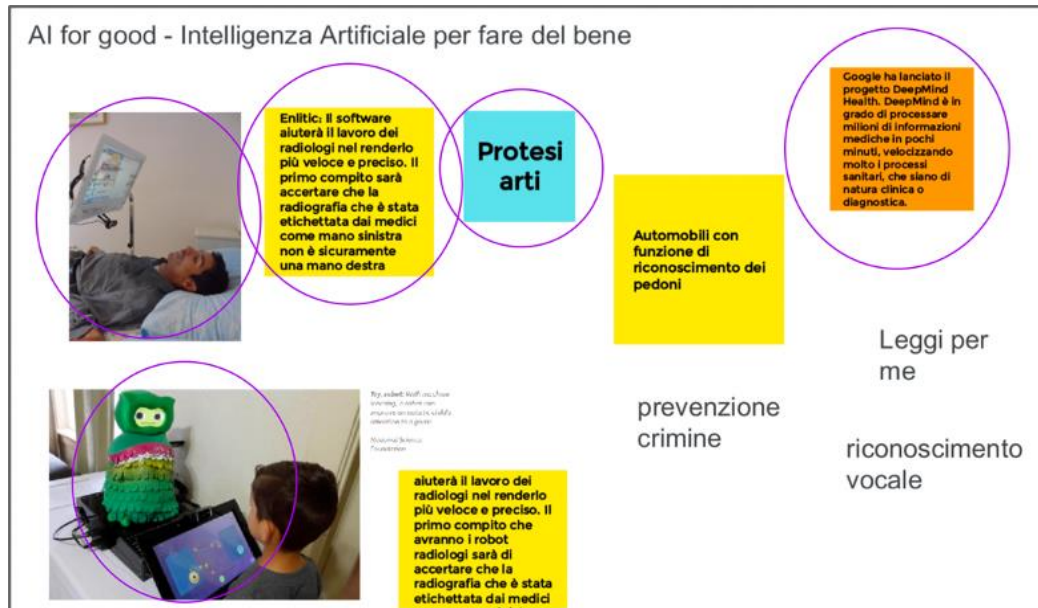 AI for good - Intelligenza Artificiale per fare del bene
Enlitic: Il software
aiuterà il lavoro dei
radiologi nel renderlo
più veloce e preciso. Il
primo compito sarà
accertare che la
radiografia che è stata
etichettata dai medici
come mano sinistra
non è sicuramente
una mano destra
Protesi
arti
Automobili con
funzione di
riconoscimento dei
pedoni
Google ha lanciato il
progetto DeepMind
Health. DeepMind è in
grado di processare
milioni di informazioni
mediche in pochi
minuti, velocizzando
molto i processi
sanitari, che siano di
natura clinica o
diagnostica.
Leggi per
me
prevenzione
crimine
riconoscimento
vocale
National Science
Foundation
aiuterà il lavoro dei
radiologi nel renderlo
più veloce e preciso. Il
primo compito che
avranno i robot
radiologi sarà di
accertare che la
radiografia che è stata
etichettata dai medici